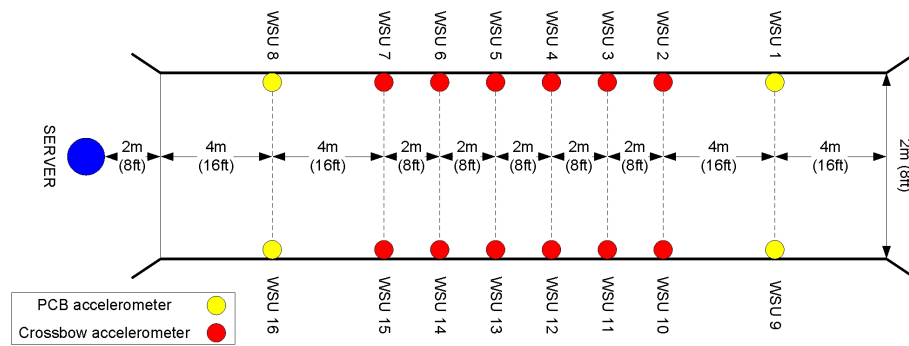 WSU 8
WSU 7
WSU 6
WSU 5
WSU 4
WSU 3
WSU 2
WSU 1
SERVER
2m
(8ft)
4m
(16ft)
4m
(16ft)
2m
(8ft)
2m
(8ft)
2m
(8ft)
2m
(8ft)
2m
(8ft)
4m
(16ft)
4m
(16ft)
2m (8ft)
WSU 16
WSU 15
WSU 14
WSU 13
WSU 12
WSU 11
WSU 10
WSU 9
PCB accelerometer
Crossbow accelerometer